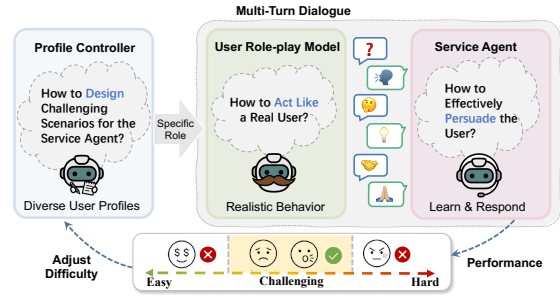 Multi-Turn Dialogue
Profile Controller
How to Design
Challenging
Scenarios for the
Service Agent?
Diverse User Profiles
Specific
Role
User Role-play Model
How to Act Like
a Real User?
Realistic Behavior
?
Service Agent
How to
Effectively
Persuade the
User?
Learn & Respond
Adjust
Difficulty
$ $
Easy
Challenging
Hard
Performance